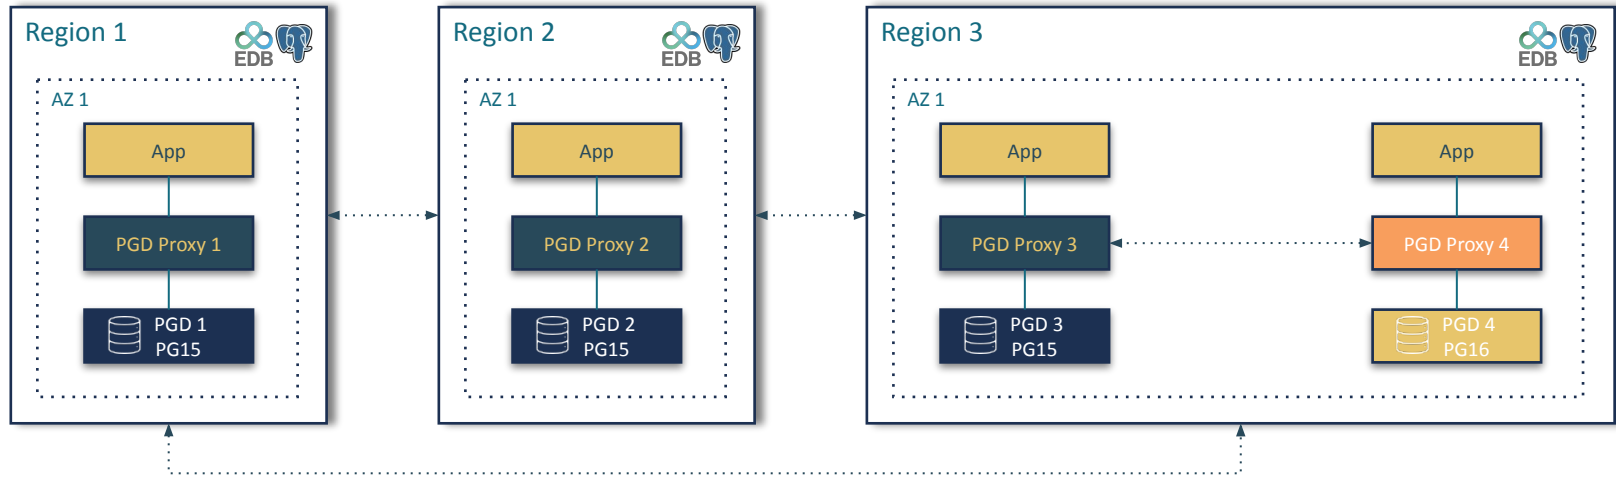 Region 1
EDB
AZ 1
App
PGD Proxy 1
PGD 1
PG15
Region 2
EDB
AZ 1
App
PGD Proxy 2
PGD 2
PG15
Region 3
EDB
AZ 1
App
PGD Proxy 3
PGD 3
PG15
App
PGD Proxy 4
PGD 4
PG16